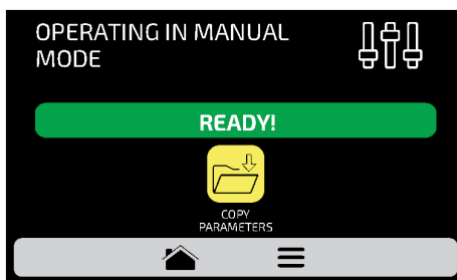 OPERATING IN MANUAL
MODE
READY!
COPY
PARAMETERS